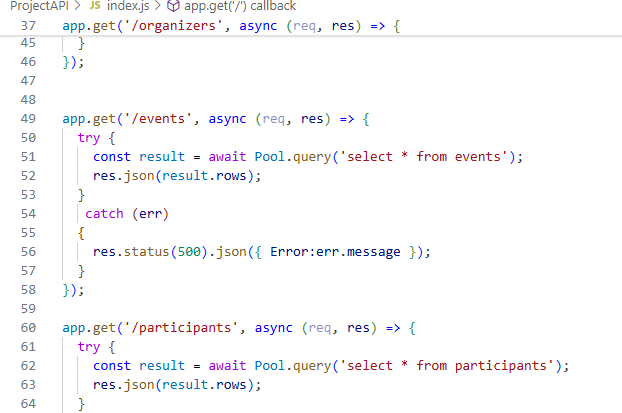 ProjectAPI > JS index.js > app.get('/') callback
37 app.get('/organizers', async (req, res) => {
45 }
46 });
47
48
49 app.get('/events', async (req, res) => {
50 try {
51 const result = await Pool.query('select * from events');
52 res.json(result.rows);
53 }
54 catch (err)
55 {
56 res.status(500).json({ Error:err.message });
57 }
58 });
59
60 app.get('/participants', async (req, res) => {
61 try {
62 const result = await Pool.query('select * from participants');
63 res.json(result.rows);
64 }